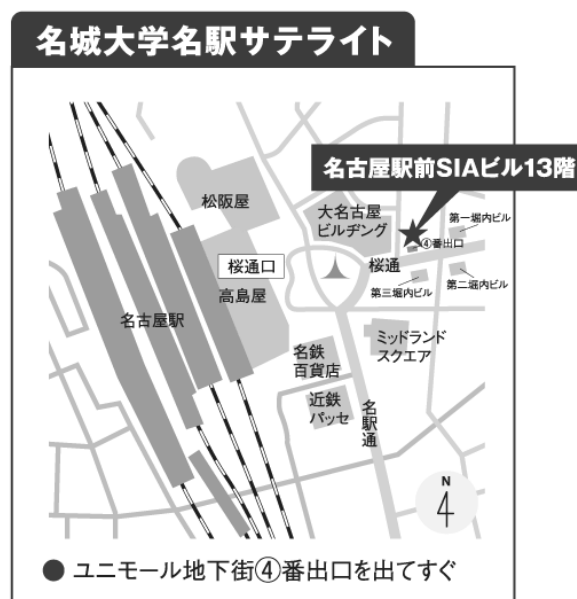 名城大学名駅サテライト
名古屋駅前SIAビル13階
松阪屋
大名古屋
ビルヂング
第一堀内ビル
④番出口
桜通口
桜通
高島屋
第三堀内ビル
第二堀内ビル
名古屋駅
ミッドランド
スクエア
名鉄
百貨店
近鉄
パッセ
名駅通
N
● ユニモール地下街④番出口を出てすぐ